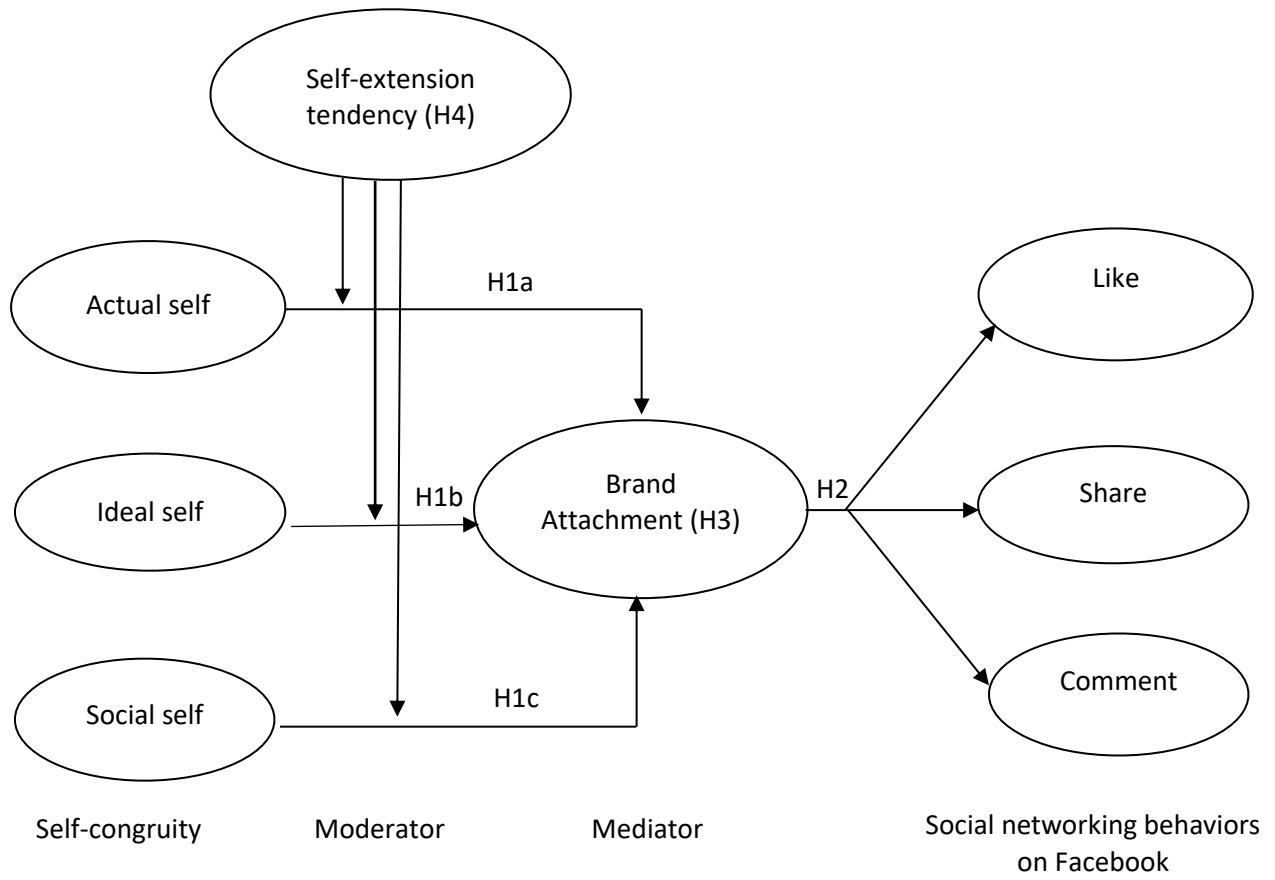 Self-extension
tendency (H4)
Actual self
H1a
Like
Ideal self
H1b
Brand
Attachment (H3)
H2
Share
Social self
H1c
Comment
Self-congruity
Moderator
Mediator
Social networking behaviors
on Facebook